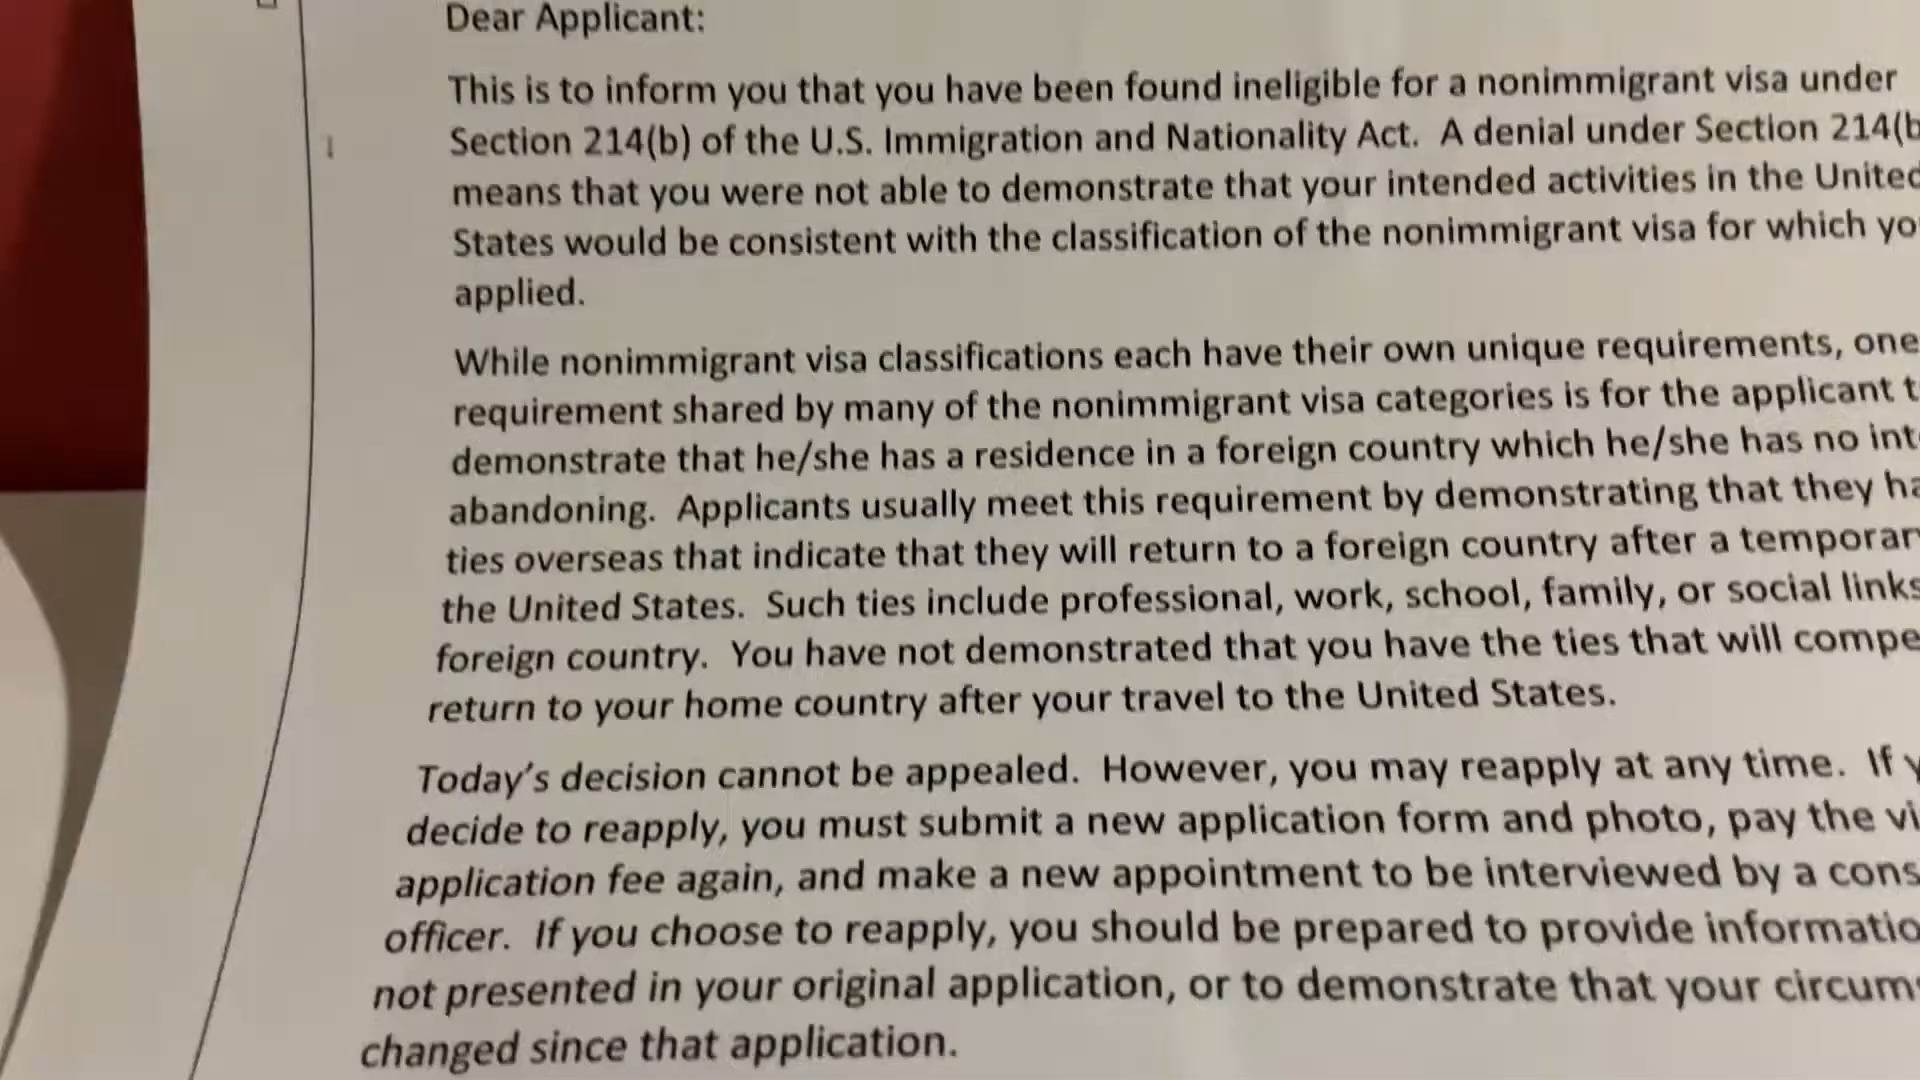 Dear Applicant:
This is to inform you that you have been found ineligible for a nonimmigrant visa under
Section 214(b) of the U.S. Immigration and Nationality Act. A denial under Section 214(b
means that you were not able to demonstrate that your intended activities in the United
States would be consistent with the classification of the nonimmigrant visa for which yo
applied.
While nonimmigrant visa classifications each have their own unique requirements, one
requirement shared by many of the nonimmigrant visa categories is for the applicant t
demonstrate that he/she has a residence in a foreign country which he/she has no int
abandoning. Applicants usually meet this requirement by demonstrating that they ha
ties overseas that indicate that they will return to a foreign country after a temporar
the United States. Such ties include professional, work, school, family, or social links
foreign country. You have not demonstrated that you have the ties that will compe
return to your home country after your travel to the United States.
Today's decision cannot be appealed. However, you may reapply at any time. If y
decide to reapply, you must submit a new application form and photo, pay the vi
application fee again, and make a new appointment to be interviewed by a cons
officer. If you choose to reapply, you should be prepared to provide informatio
not presented in your original application, or to demonstrate that your circum
changed since that application.